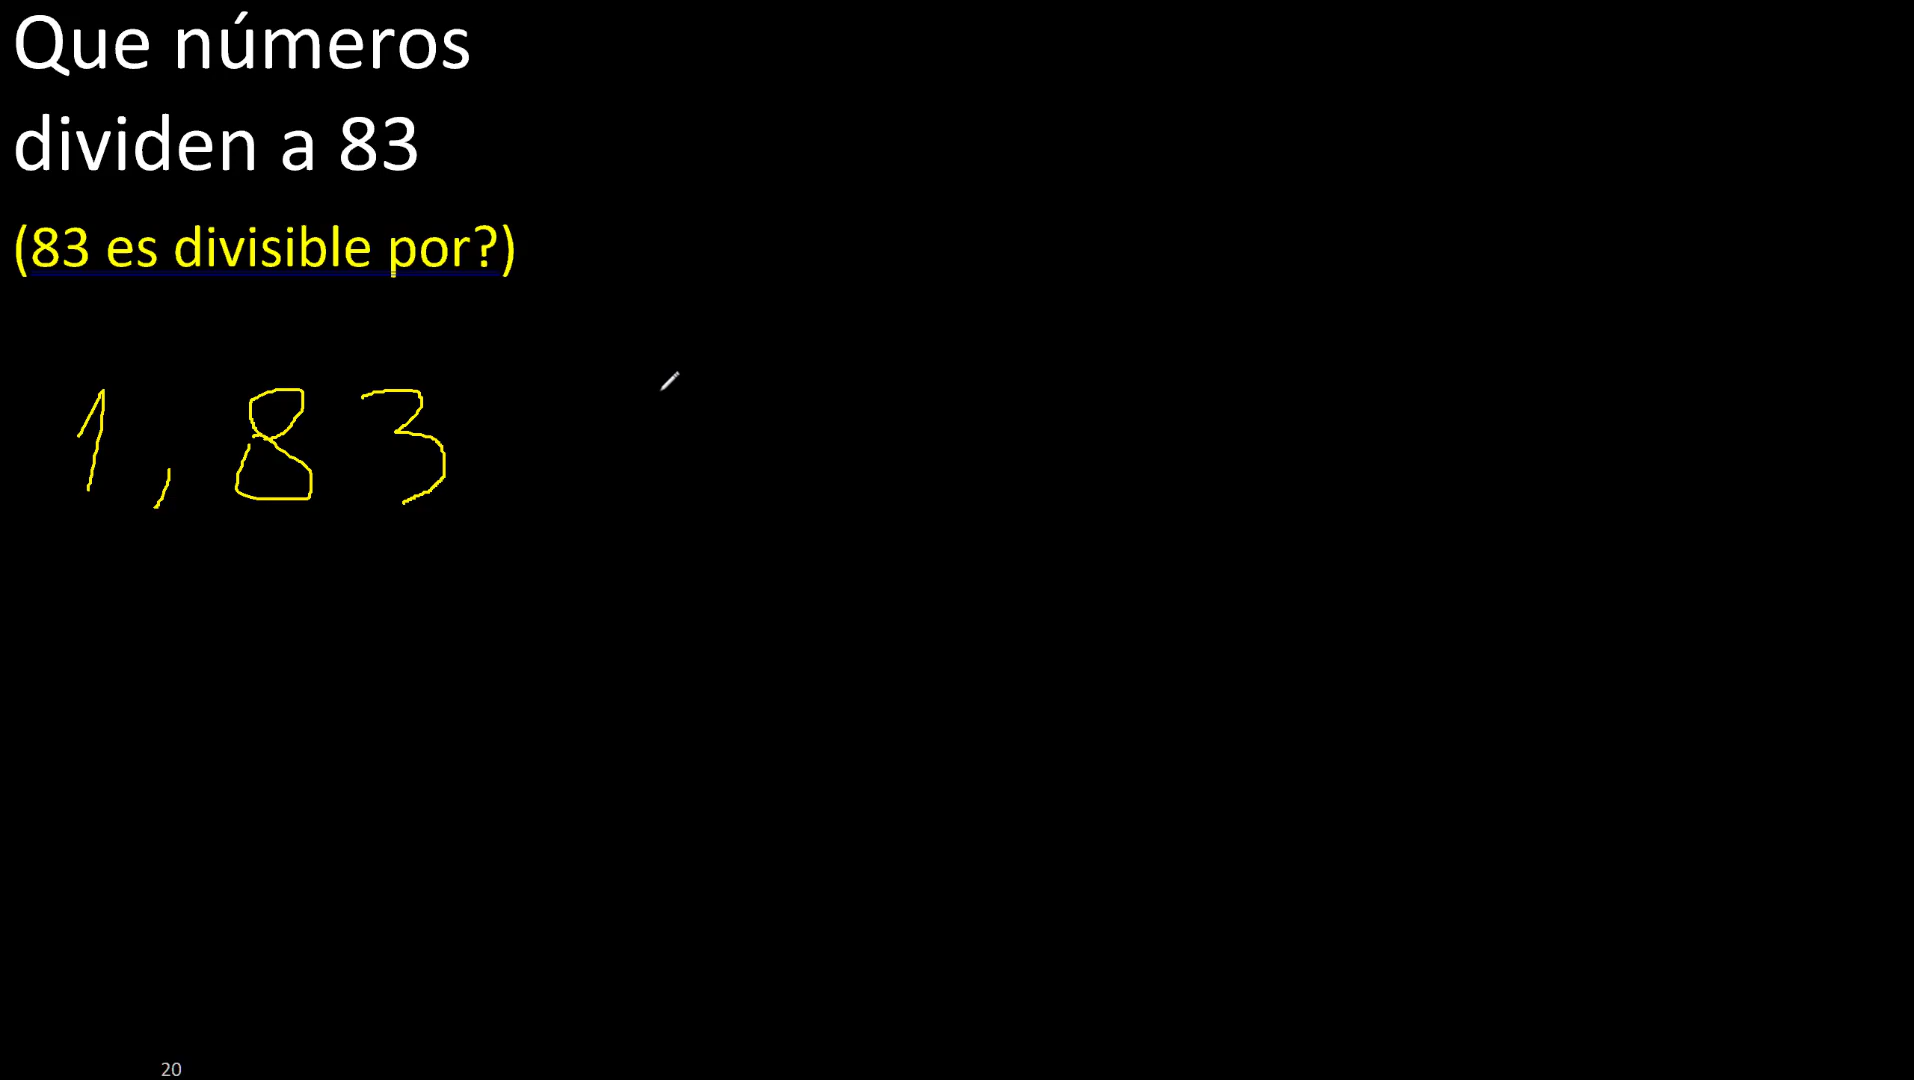 Que números
dividen a 83
(83 es divisible por?)
1, 83
20